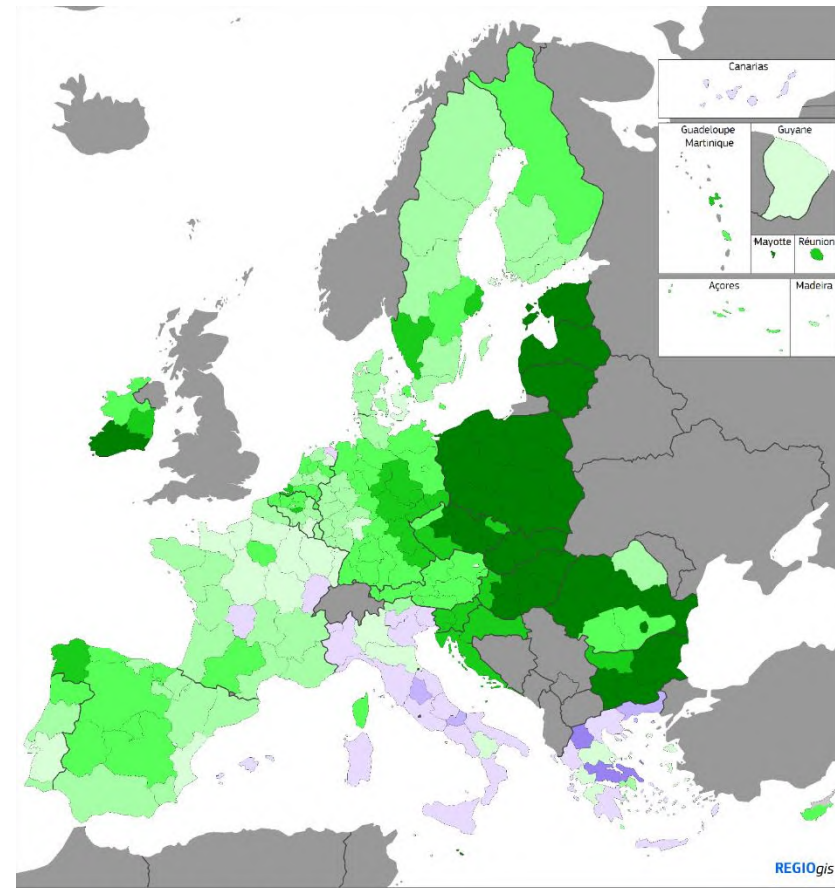 Canarias
Guadeloupe
Martinique
Guyane
Mayotte
Réunion
Açores
Madeira
REGIOgis